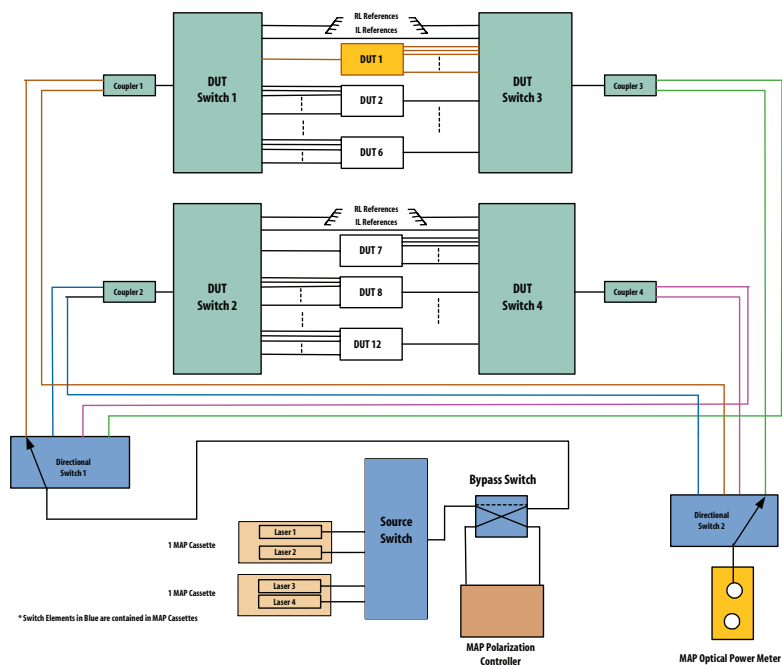 RL References
IL References
DUT 1
DUT
Switch 1
DUT
Switch 3
Coupler 1
Coupler 3
DUT 2
DUT 6
RL References
IL References
DUT 7
DUT
Switch 2
DUT
Switch 4
Coupler 2
Coupler 4
DUT 8
DUT 12
Directional
Switch 1
Bypass Switch
Source
Switch
Directional
Switch 2
1 MAP Cassette
Laser 1
Laser 2
1 MAP Cassette
Laser 3
Laser 4
* Switch Elements in Blue are contained in MAP Cassettes
MAP Polarization
Controller
MAP Optical Power Meter